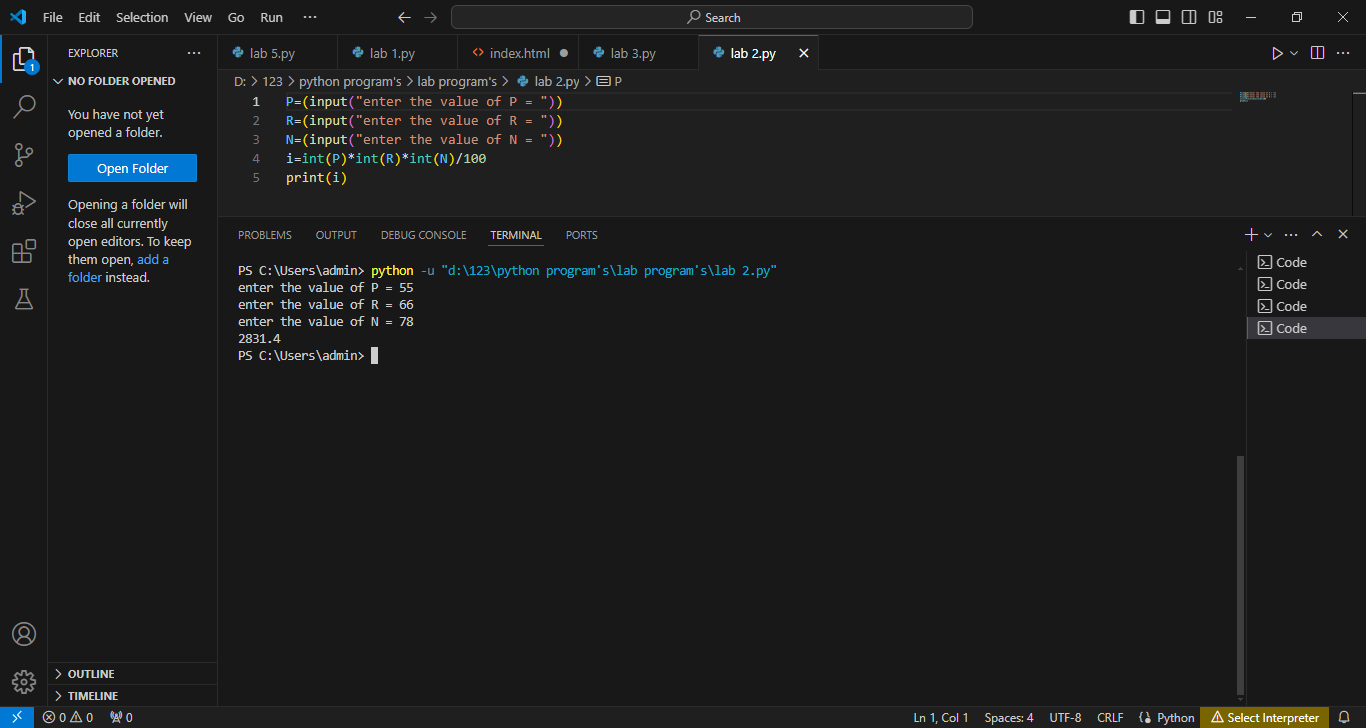 File Edit Selection View Go Run ··· Search
EXPLORER ···
NO FOLDER OPENED
You have not yet
opened a folder.
Open Folder
Opening a folder will
close all currently
open editors. To keep
them open, add a
folder instead.
OUTLINE
TIMELINE
1
lab 5.py lab 1.py index.html lab 3.py lab 2.py
D: > 123 > python program's > lab program's > lab 2.py > P
1 P=(input("enter the value of P = "))
2 R=(input("enter the value of R = "))
3 N=(input("enter the value of N = "))
4 i=int(P)*int(R)*int(N)/100
5 print(i)
PROBLEMS OUTPUT DEBUG CONSOLE TERMINAL PORTS
PS C:\Users\admin> python -u "d:\123\python program's\lab program's\lab 2.py"
enter the value of P = 55
enter the value of R = 66
enter the value of N = 78
2831.4
PS C:\Users\admin>
Code
Code
Code
Code
0 0 0 Ln 1, Col 1 Spaces: 4 UTF-8 CRLF Python Select Interpreter